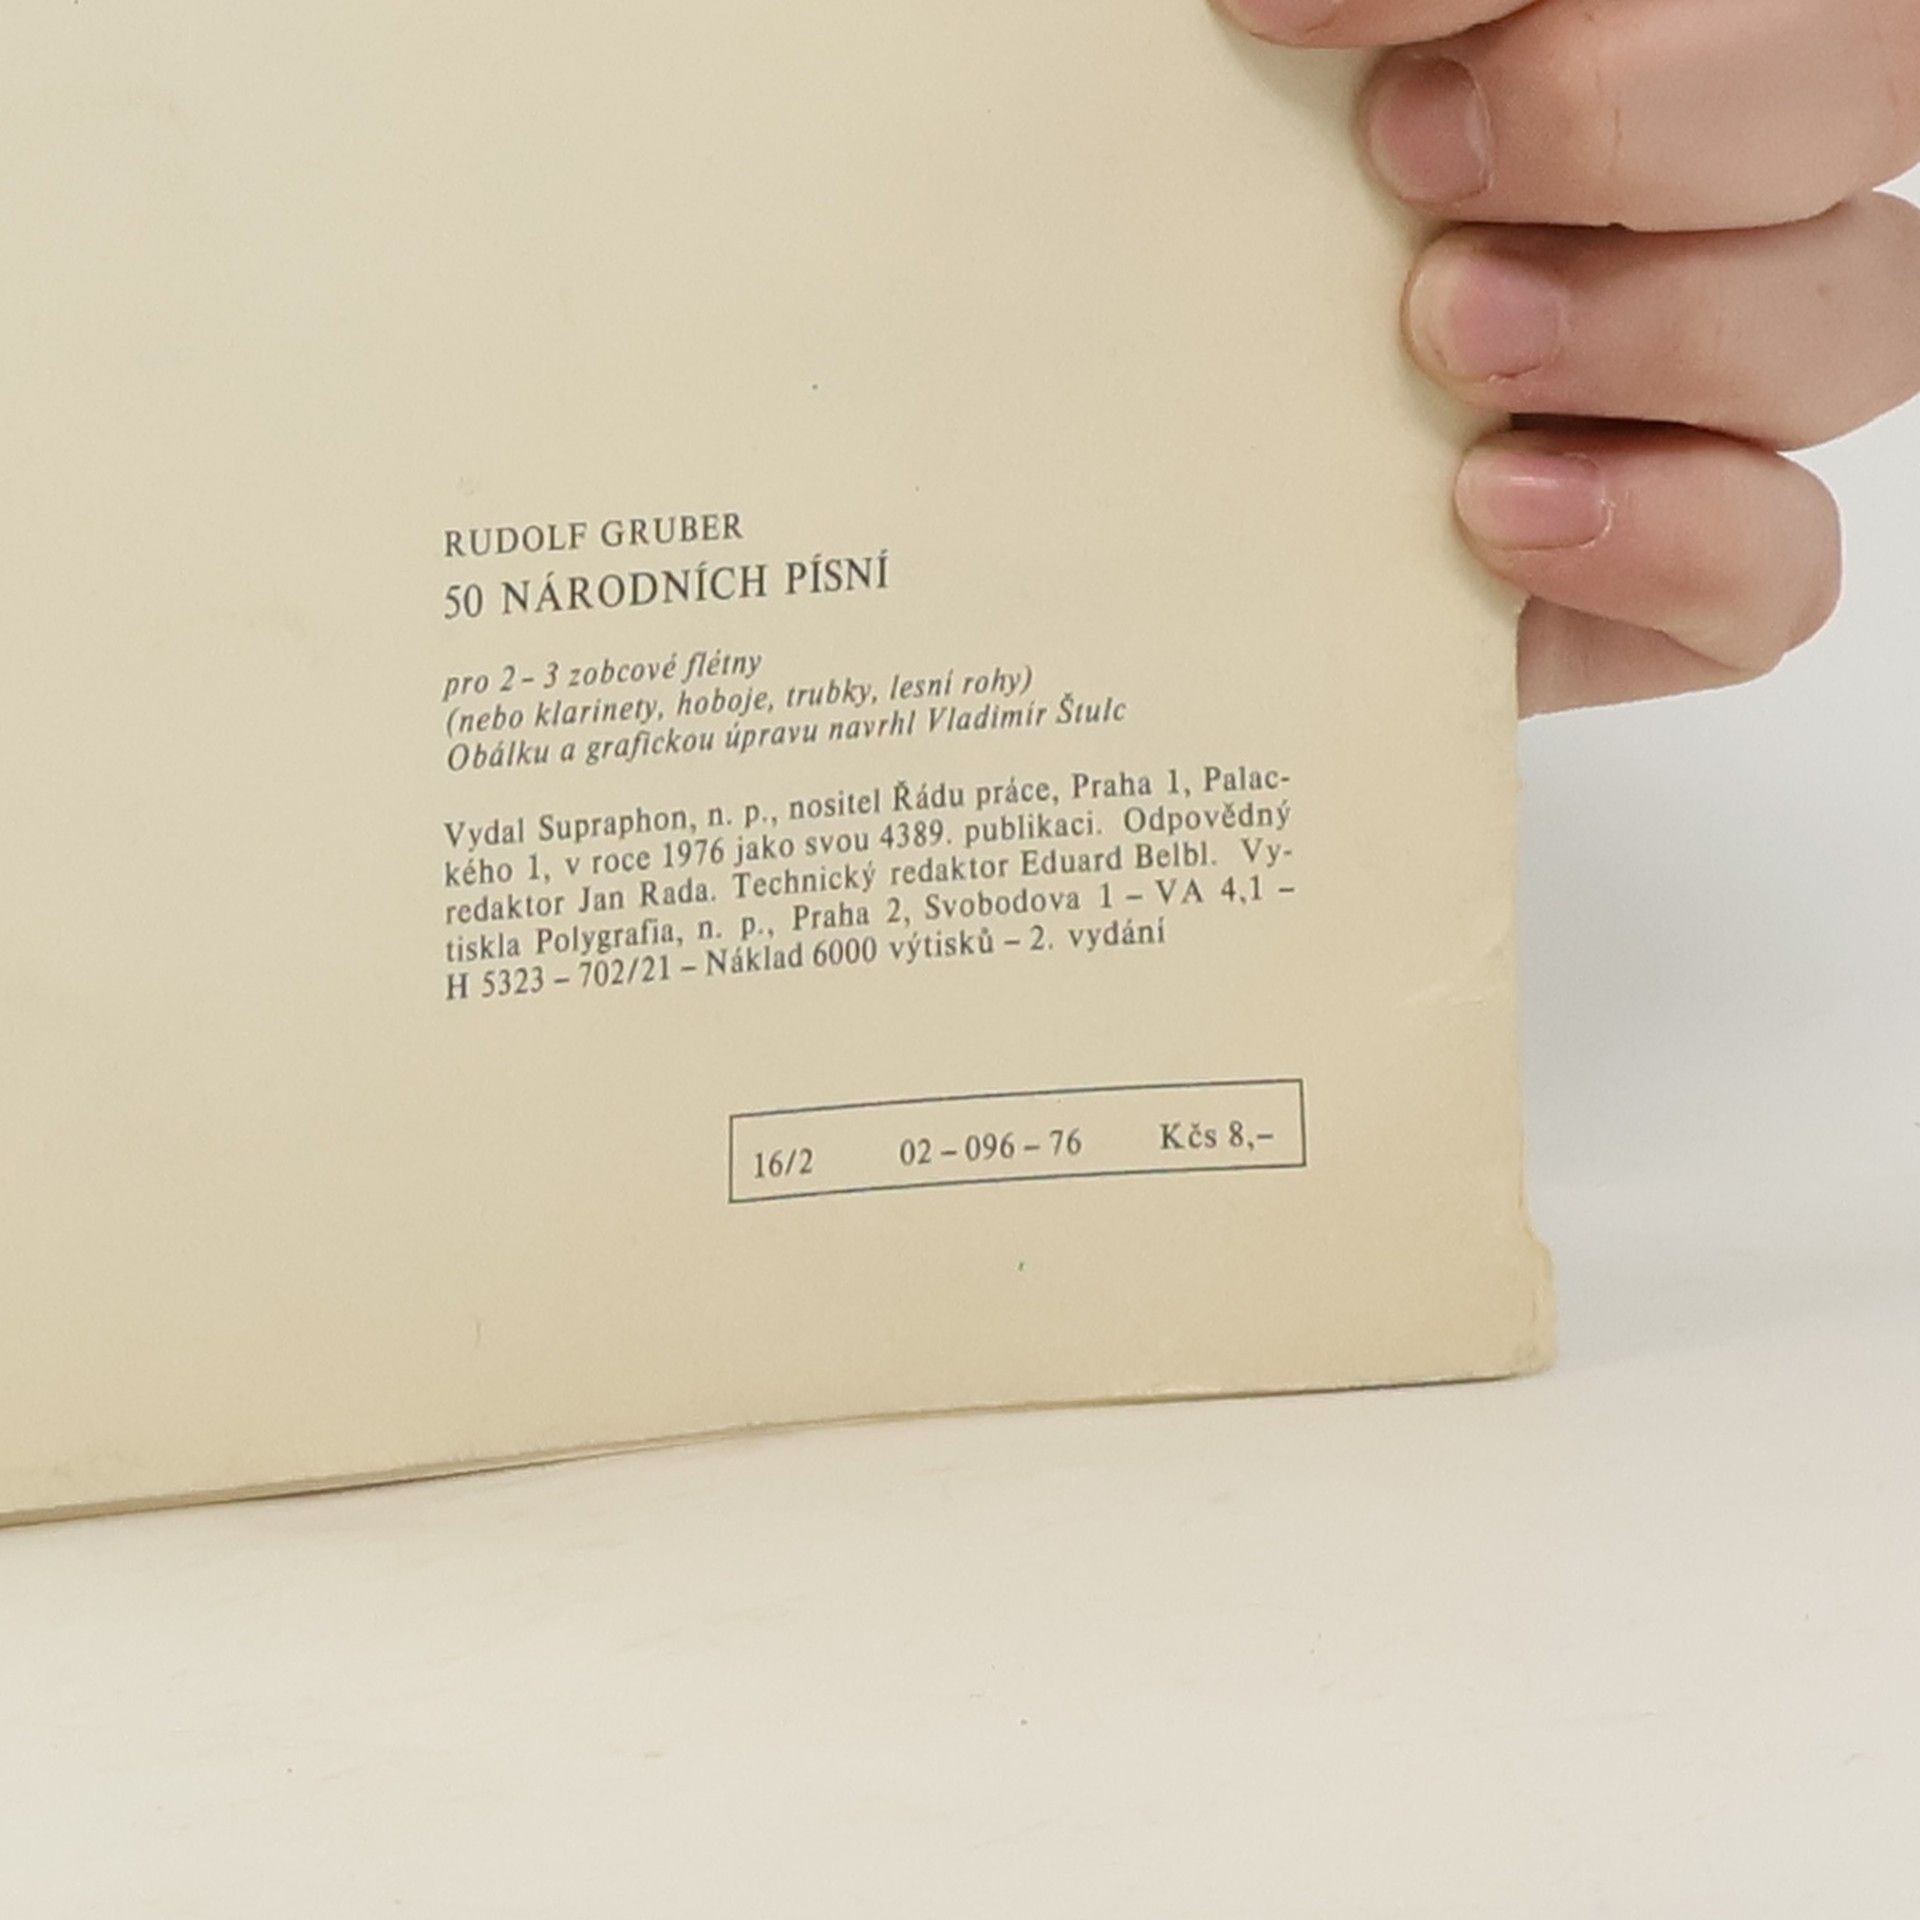 RUDOLF GRUBER
50 NÁRODNÍCH PÍSNÍ
pro 2 – 3 zobcové flétny
(nebo klarinety, hoboje, trubky, lesní rohy)
Obálku a grafickou úpravu navrhl Vladimír Štulc
Vydal Supraphon, n. p., nositel Řádu práce, Praha 1, Palac-
kého 1, v roce 1976 jako svou 4389. publikaci. Odpovědný
redaktor Jan Rada. Technický redaktor Eduard Belbl. Vy-
tiskla Polygrafia, n. p., Praha 2, Svobodova 1 – VA 4,1 –
H 5323 – 702/21 – Náklad 6000 výtisků – 2. vydání
16/2 02 – 096 – 76 Kčs 8,–